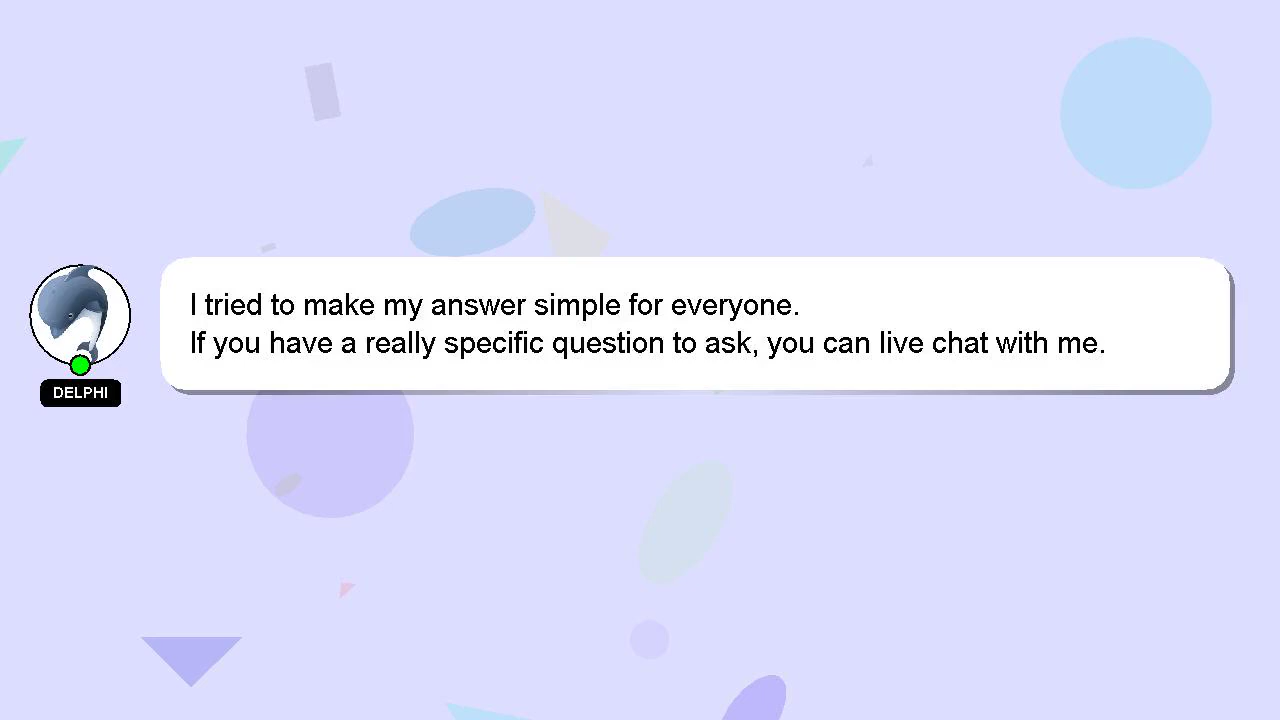 I tried to make my answer simple for everyone.
If you have a really specific question to ask, you can live chat with me.
DELPHI